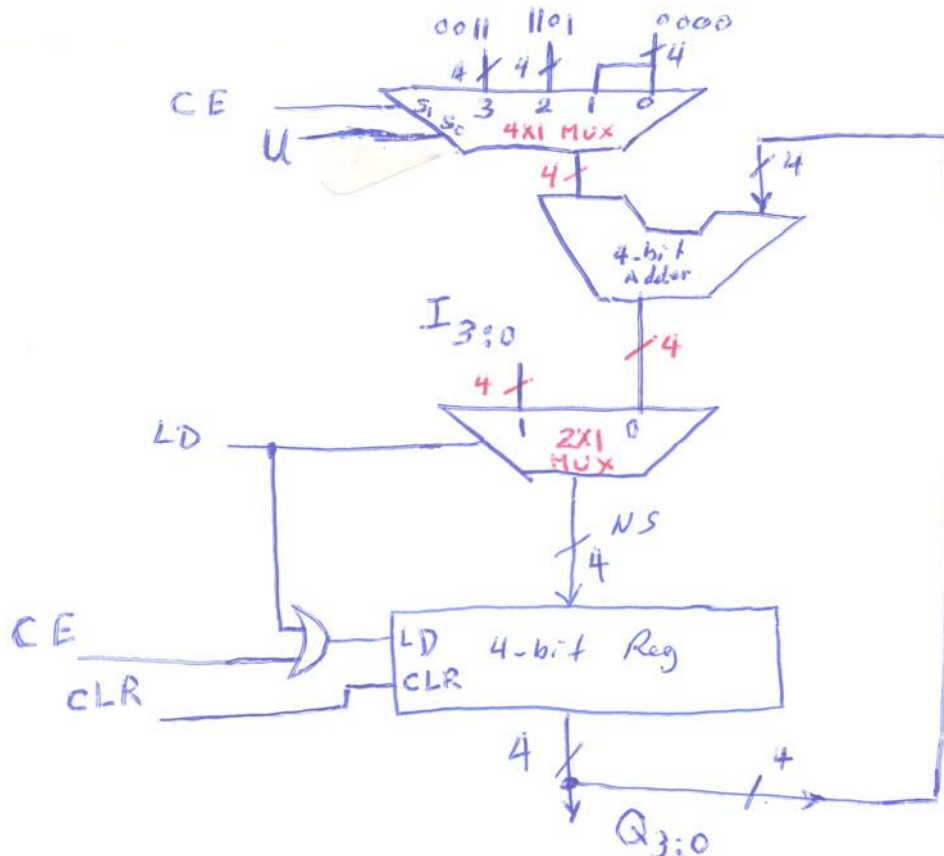 0011 1101 0000
4 4 4
CE S1 3 2 1 0
U S0 4X1 MUX
4 4
4-bit
Adder
I3:0
4 4
LD 1 0
2X1
MUX
NS
4
CE LD 4-bit Reg
CLR CLR
4 4
Q3:0